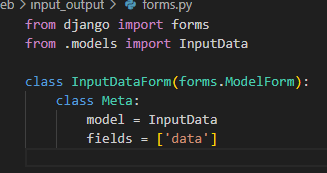 eb > input_output > forms.py
from django import forms
from .models import InputData
class InputDataForm(forms.ModelForm):
class Meta:
model = InputData
fields = ['data']